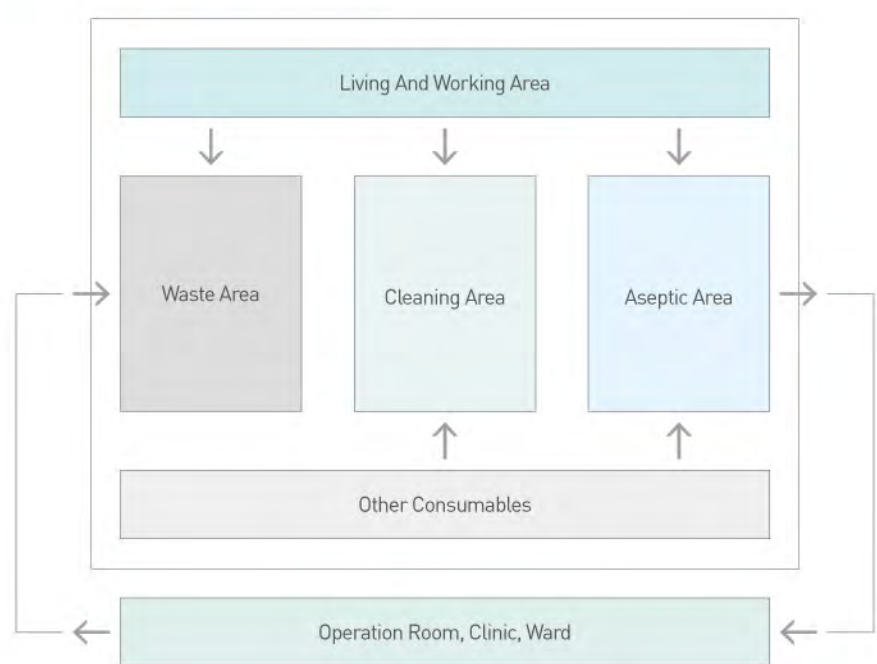 Living And Working Area
Waste Area
Cleaning Area
Aseptic Area
Other Consumables
Operation Room, Clinic, Ward